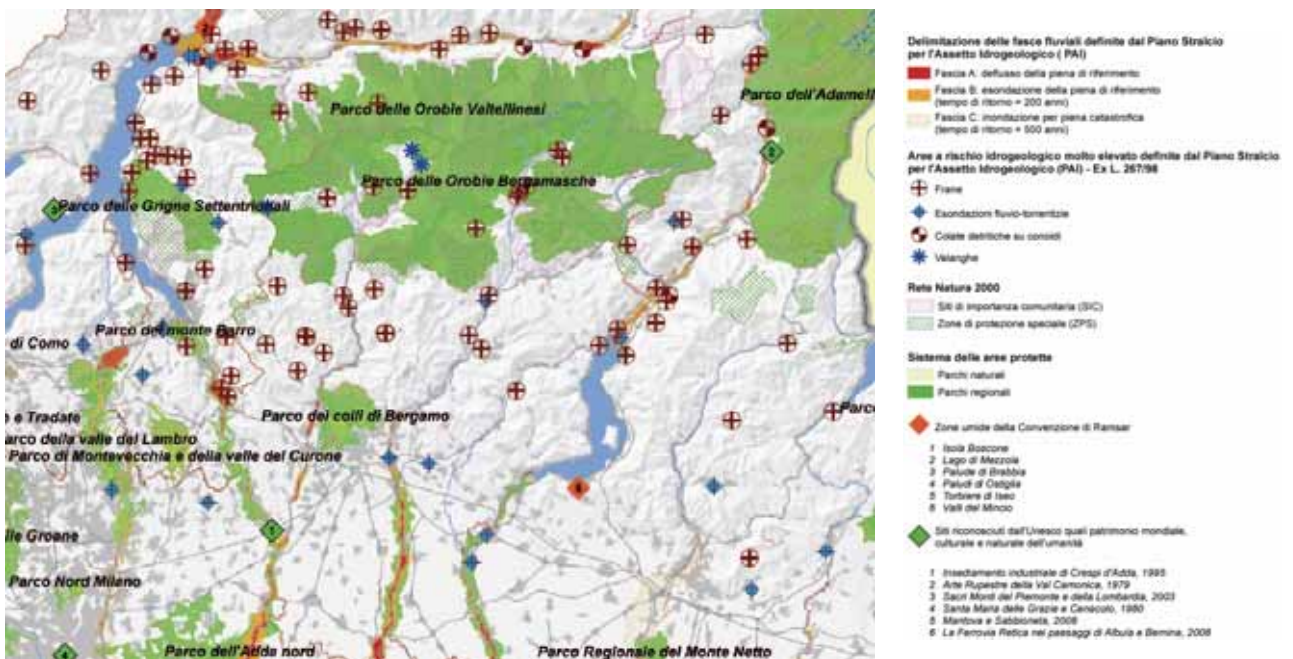 Parco delle Orobie Valtellinesi
Parco dell'Adamell
Parco delle Orobie Bergamasche
Parco delle Grigne Settentrionali
Parco del monte Barro
di Como
Parco
e Tradate
Parco dei colli di Bergamo
arco della valle del Lambro
Parco di Montevecchia e della valle del Curone
lle Groane
Parco Nord Milano
Parco dell'Adda nord
Parco Regionale del Monte Netto
1
2
3
4
Delimitazione delle fasce fluviali definite dal Piano Stralcio
per l'Assetto Idrogeologico ( PAI)
Fascia A: deflusso della piena di riferimento
Fascia B: esondazione della piena di riferimento
(tempo di ritorno = 200 anni)
Fascia C: inondazione per piena catastrofica
(tempo di ritorno = 500 anni)
Aree a rischio idrogeologico molto elevato definite dal Piano Stralcio
per l'Assetto Idrogeologico (PAI) - Ex L. 267/98
Frane
Esondazioni fluvio-torrentizie
Colate detritiche su conoidi
Valanghe
Rete Natura 2000
Siti di importanza comunitaria (SIC)
Zone di protezione speciale (ZPS)
Sistema delle aree protette
Parchi naturali
Parchi regionali
Zone umide della Convenzione di Ramsar
1 Isola Boscone
2 Lago di Mezzola
3 Palude di Brabbia
4 Paludi di Ostiglia
5 Torbiere di Iseo
6 Valli del Mincio
Siti riconosciuti dall'Unesco quali patrimonio mondiale,
culturale e naturale dell'umanità
1 Insediamento industriale di Crespi d'Adda, 1995
2 Arte Rupestre della Val Camonica, 1979
3 Sacri Monti del Piemonte e della Lombardia, 2003
4 Santa Maria delle Grazie e Cenacolo, 1980
5 Mantova e Sabbioneta, 2008
6 La Ferrovia Retica nei paesaggi di Albula e Bernina, 2008